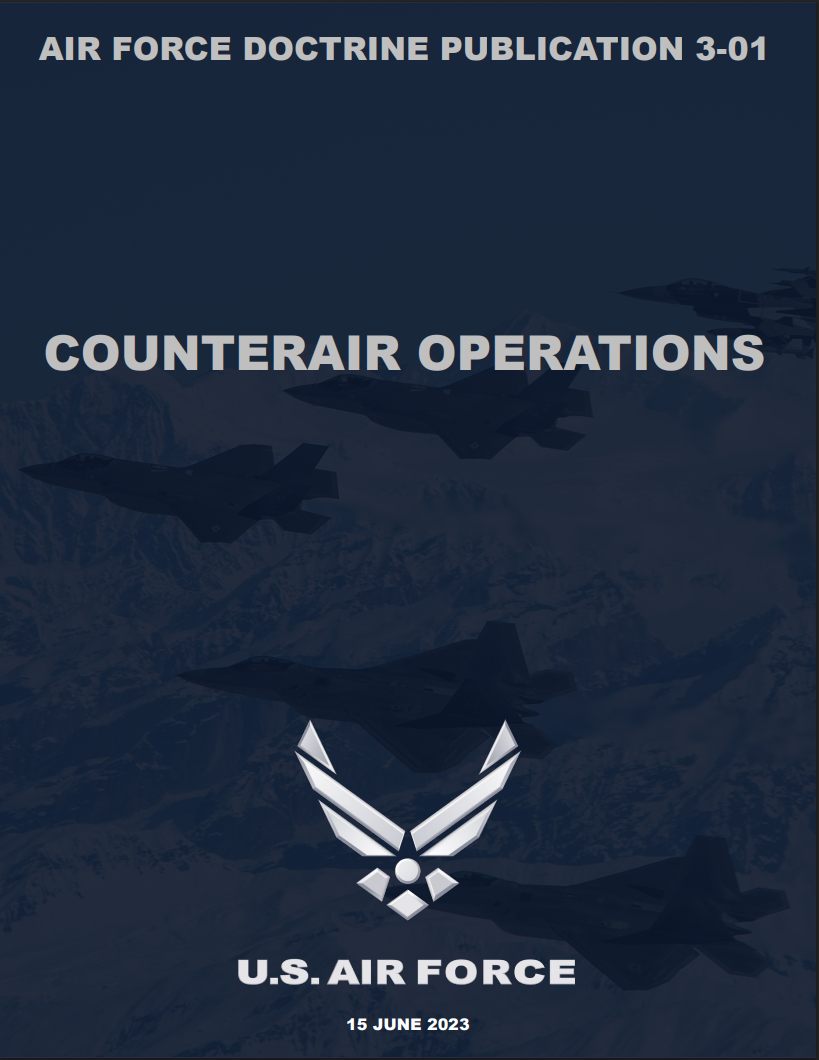 AIR FORCE DOCTRINE PUBLICATION 3-01
COUNTERAIR OPERATIONS
U.S. AIR FORCE
15 JUNE 2023